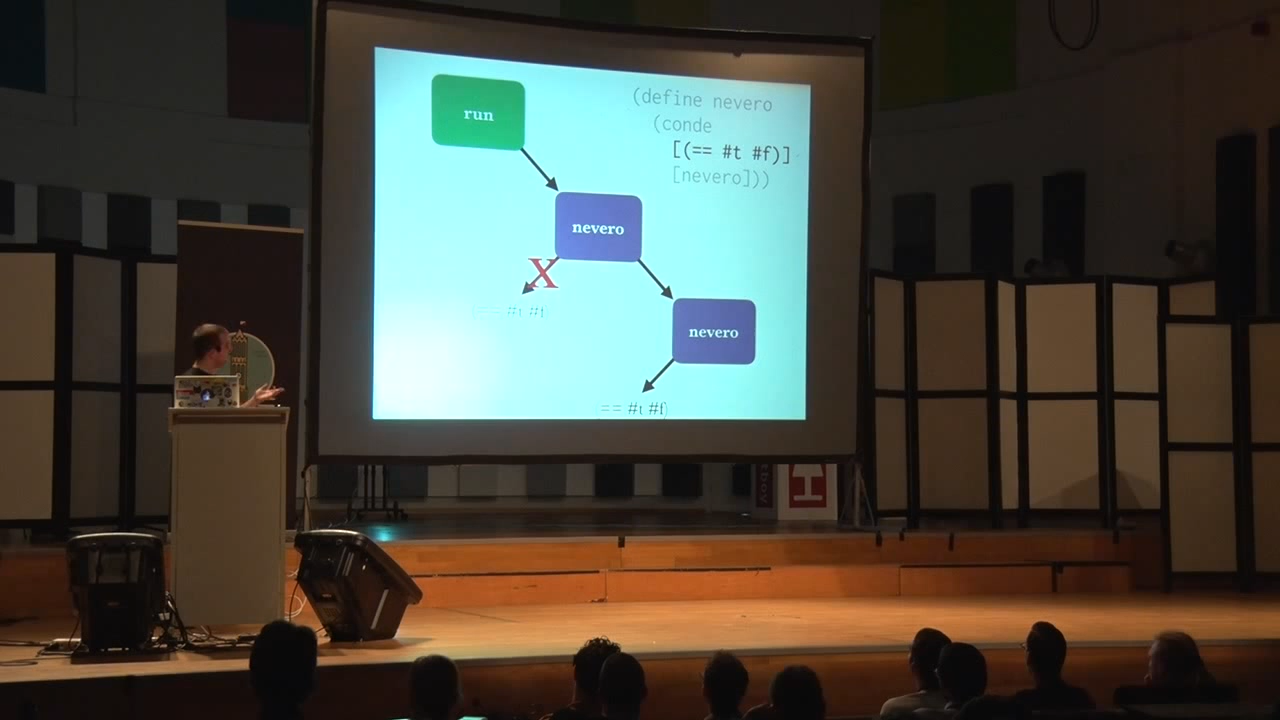 run
(define nevero
(conde
[(== #t #f)]
[nevero]))
nevero
X
(== #t #f)
nevero
(== #t #f)
H